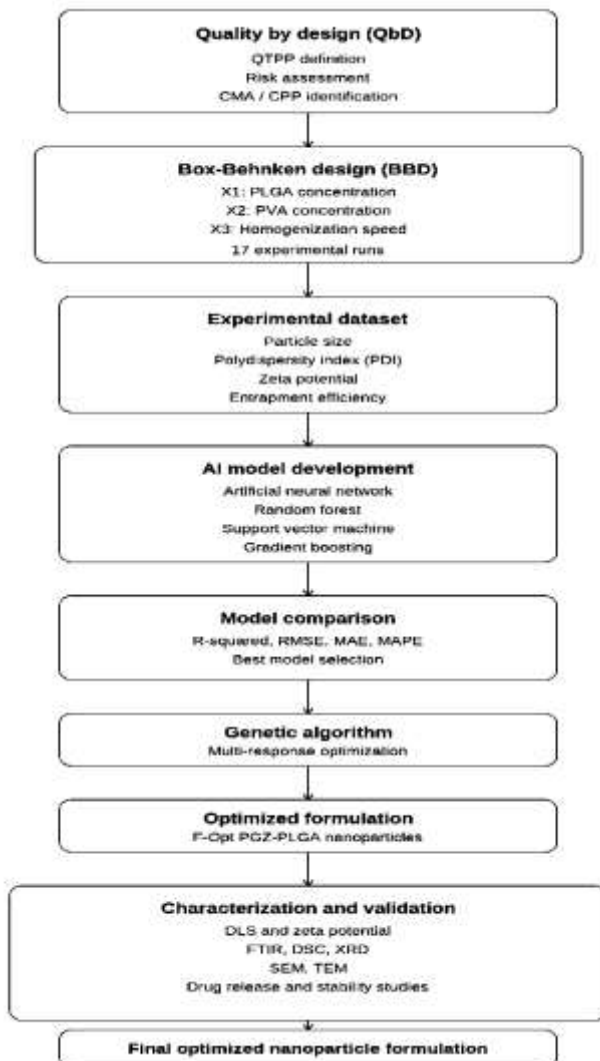 Quality by design (QbD)
QTPP definition
Risk assessment
CMA / CPP identification
Box-Behnken design (BBD)
X1: PLGA concentration
X2: PVA concentration
X3: Homogenization speed
17 experimental runs
Experimental dataset
Particle size
Polydispersity index (PDI)
Zeta potential
Entrapment efficiency
AI model development
Artificial neural network
Random forest
Support vector machine
Gradient boosting
Model comparison
R-squared, RMSE, MAE, MAPE
Best model selection
Genetic algorithm
Multi-response optimization
Optimized formulation
F-Opt PGZ-PLGA nanoparticles
Characterization and validation
DLS and zeta potential
FTIR, DSC, XRD
SEM, TEM
Drug release and stability studies
Final optimized nanoparticle formulation